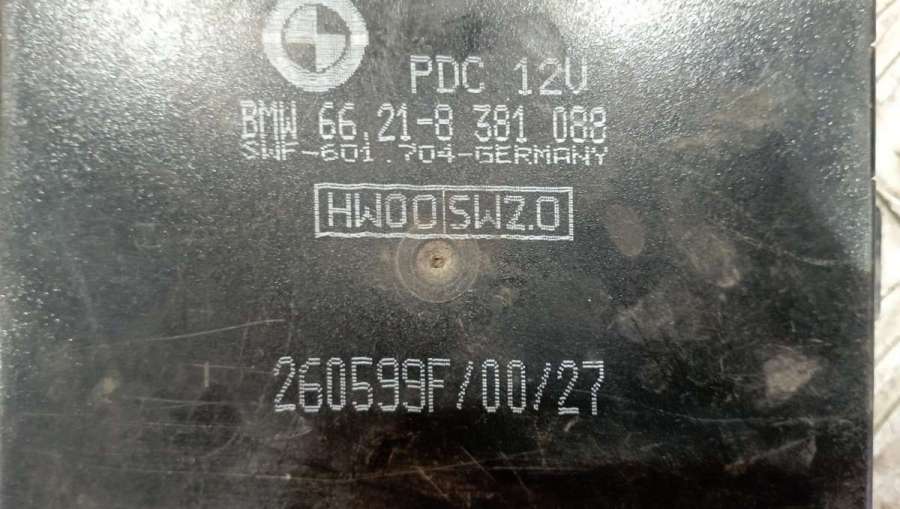 PDC 12V
BMW 66.21-8 381 088
SWF-601.704-GERMANY
HW00 SW2.0
260599F/00/27